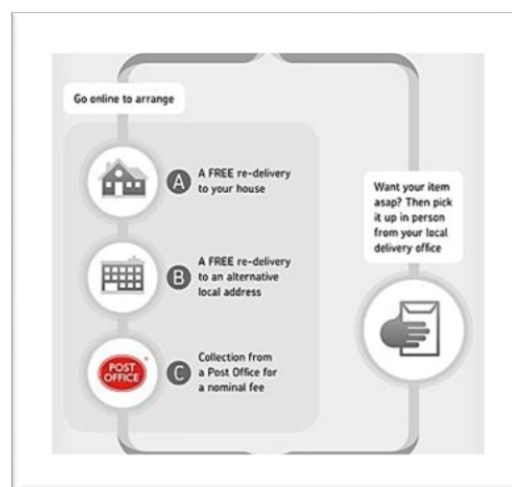 Go online to arrange
A
A FREE re-delivery
to your house
B
A FREE re-delivery
to an alternative
local address
POST
OFFICE
C
Collection from
a Post Office for
a nominal fee
Want your item
asap? Then pick
it up in person
from your local
delivery office